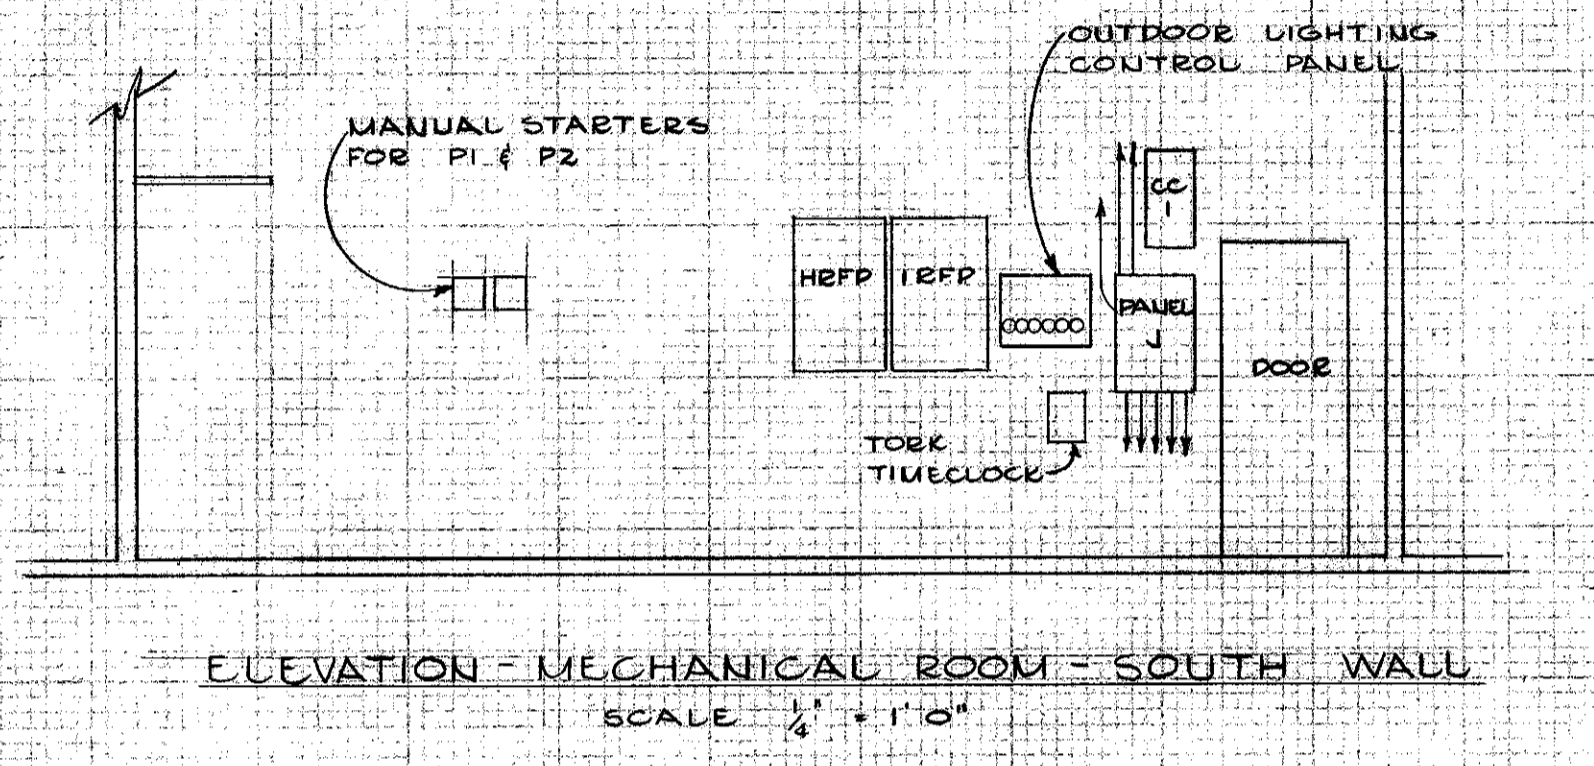 OUTDOOR LIGHTING
CONTROL PANEL
MANUAL STARTERS
FOR P1 & P2
CC
1
HRFP
IRFP
PANEL
J
DOOR
TORK
TIMECLOCK
ELEVATION - MECHANICAL ROOM - SOUTH WALL
SCALE 1/4" = 1' 0"